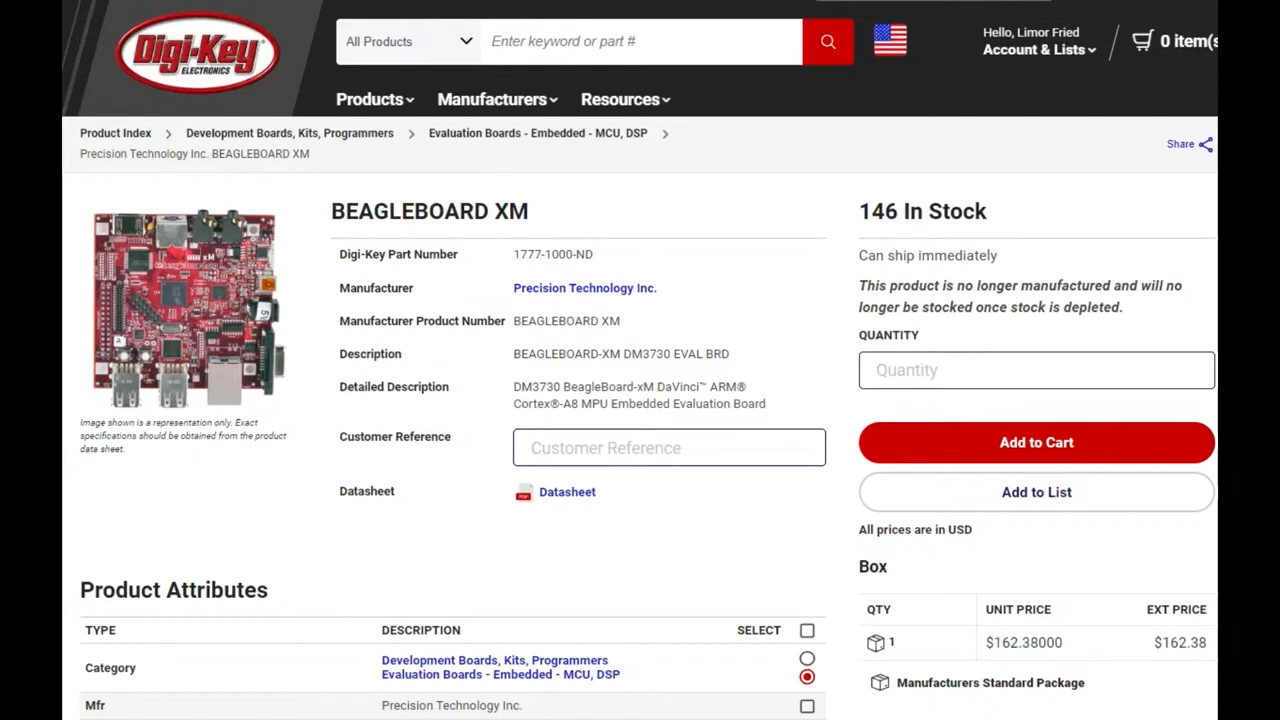 Digi-Key
ELECTRONICS
All Products
Enter keyword or part #
Hello, Limor Fried
Account & Lists
0 item(s
Products
Manufacturers
Resources
Product Index
Development Boards, Kits, Programmers
Evaluation Boards - Embedded - MCU, DSP
Precision Technology Inc. BEAGLEBOARD XM
Share
BEAGLEBOARD XM
Digi-Key Part Number 1777-1000-ND
Manufacturer Precision Technology Inc.
Manufacturer Product Number BEAGLEBOARD XM
Description BEAGLEBOARD-XM DM3730 EVAL BRD
Detailed Description DM3730 BeagleBoard-xM DaVinci™ ARM®
Cortex®-A8 MPU Embedded Evaluation Board
Customer Reference Customer Reference
Datasheet Datasheet
Image shown is a representation only. Exact
specifications should be obtained from the product
data sheet.
146 In Stock
Can ship immediately
This product is no longer manufactured and will no
longer be stocked once stock is depleted.
QUANTITY
Quantity
Add to Cart
Add to List
All prices are in USD
Box
QTY UNIT PRICE EXT PRICE
1 $162.38000 $162.38
Manufacturers Standard Package
Product Attributes
TYPE DESCRIPTION SELECT
Category Development Boards, Kits, Programmers
Evaluation Boards - Embedded - MCU, DSP
Mfr Precision Technology Inc.